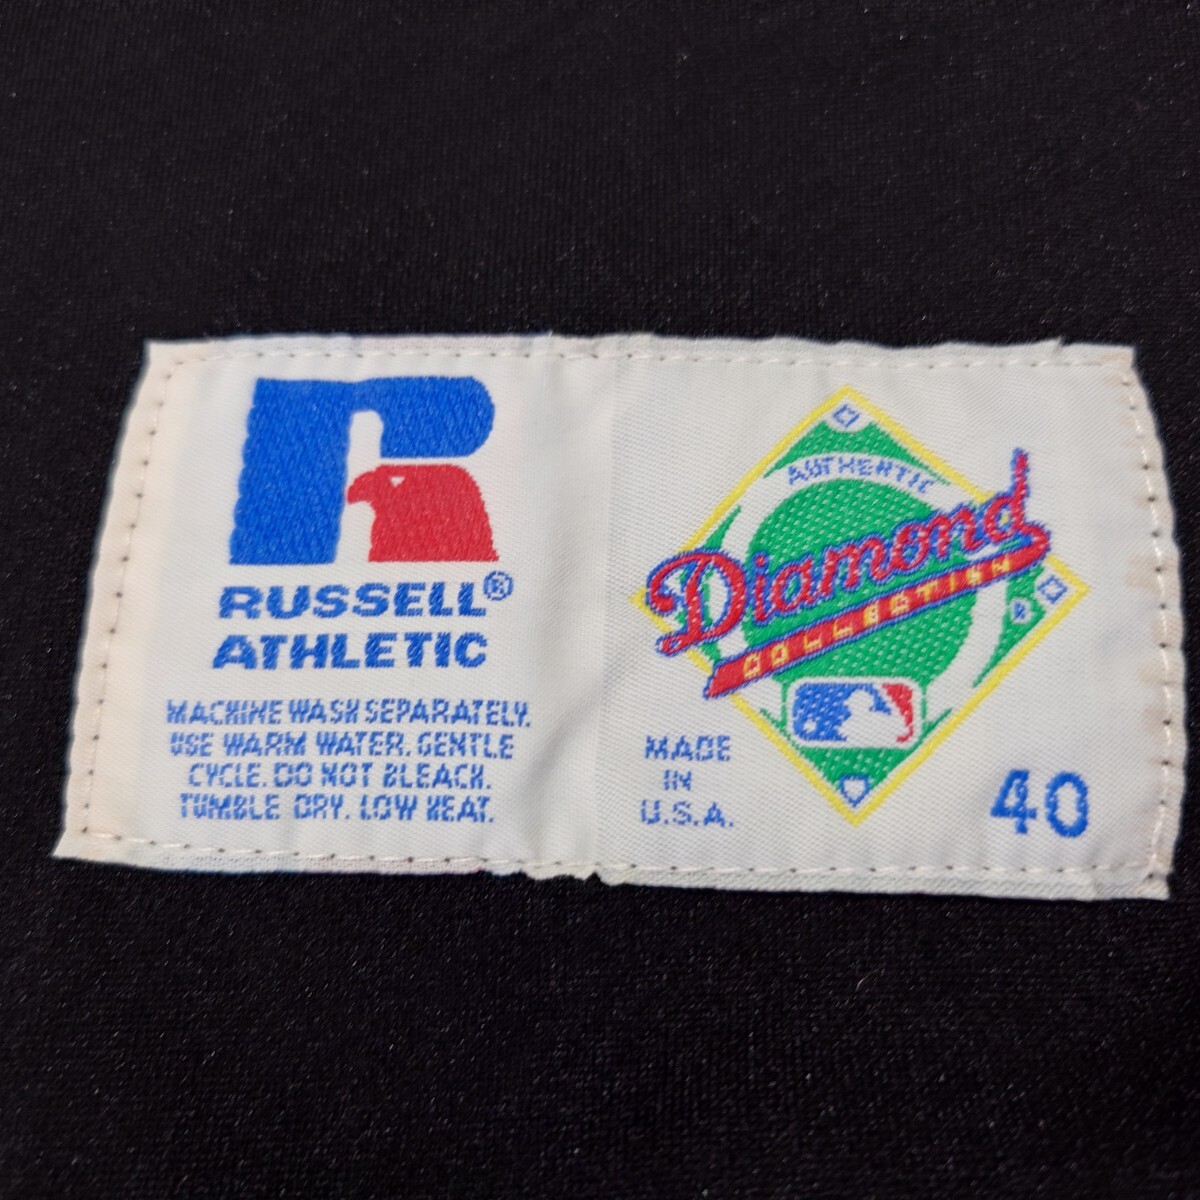 RUSSELL®
ATHLETIC
MACHINE WASH SEPARATELY.
USE WARM WATER. GENTLE
CYCLE. DO NOT BLEACH.
TUMBLE DRY. LOW HEAT.
AUTHENTIC
Diamond
COLLECTION
MADE
IN
U.S.A.
40